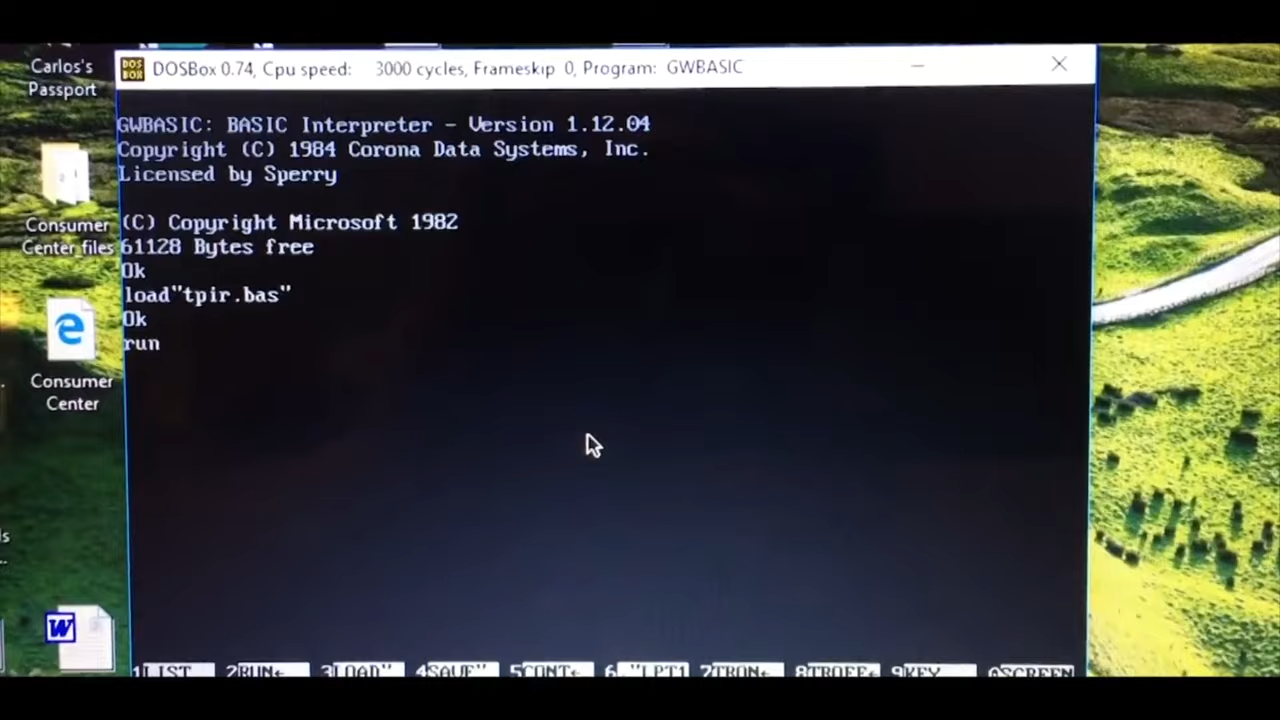 Carlos's
Passport
DOSBox 0.74, Cpu speed: 3000 cycles, Frameskip 0, Program: GWBASIC
GWBASIC: BASIC Interpreter - Version 1.12.04
Copyright (C) 1984 Corona Data Systems, Inc.
Licensed by Sperry
(C) Copyright Microsoft 1982
61128 Bytes free
Ok
load"tpir.bas"
Ok
run
Consumer
Center_files
Consumer
Center
1LIST 2RUN← 3LOAD" 4SAVE" 5CONT← 6,"LPT1 7TRON← 8TROFF← 9KEY 0SCREEN